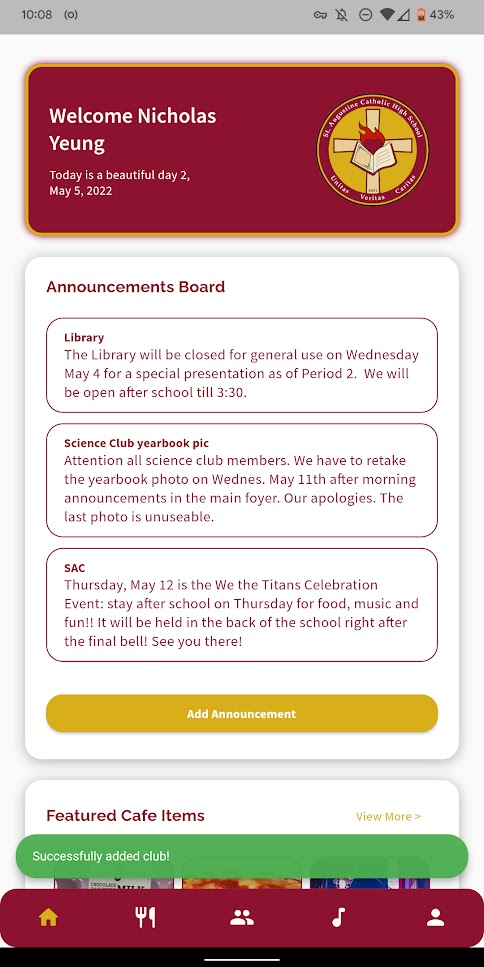 10:08
43%
Welcome Nicholas
Yeung
Today is a beautiful day 2,
May 5, 2022
St. Augustine Catholic High School
Unitas Veritas Caritas
2001
Announcements Board
Library
The Library will be closed for general use on Wednesday
May 4 for a special presentation as of Period 2.  We will
be open after school till 3:30.
Science Club yearbook pic
Attention all science club members. We have to retake
the yearbook photo on Wednes. May 11th after morning
announcements in the main foyer. Our apologies. The
last photo is unuseable.
SAC
Thursday, May 12 is the We the Titans Celebration
Event: stay after school on Thursday for food, music and
fun!! It will be held in the back of the school right after
the final bell! See you there!
Add Announcement
Featured Cafe Items
View More >
Successfully added club!
CHOCOLATE
MILK